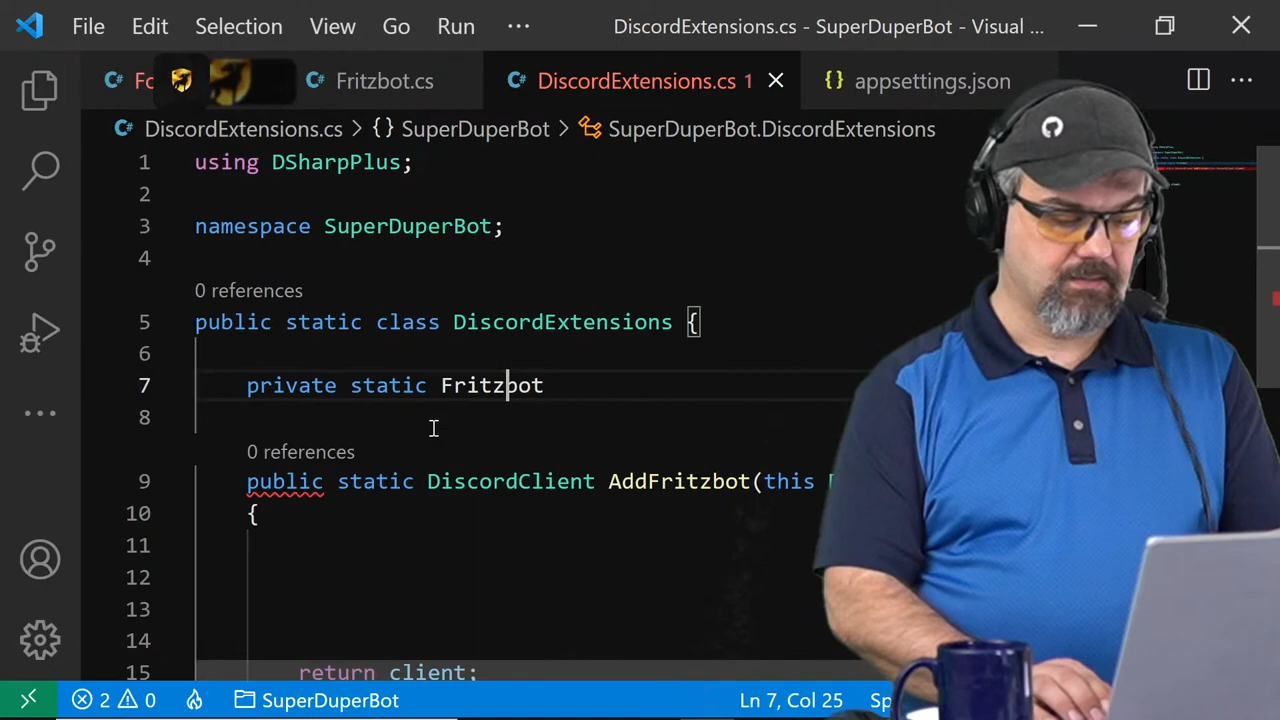 File Edit Selection View Go Run ··· DiscordExtensions.cs - SuperDuperBot - Visual ...
Fo Fritzbot.cs DiscordExtensions.cs 1 {} appsettings.json ···
DiscordExtensions.cs > {} SuperDuperBot > SuperDuperBot.DiscordExtensions
1 using DSharpPlus;
2
3 namespace SuperDuperBot;
4
0 references
5 public static class DiscordExtensions {
6
7 private static Fritzbot
8
0 references
9 public static DiscordClient AddFritzbot(this
10 {
11
12
13
14
15 return client;
2 0 SuperDuperBot Ln 7, Col 25 Sp